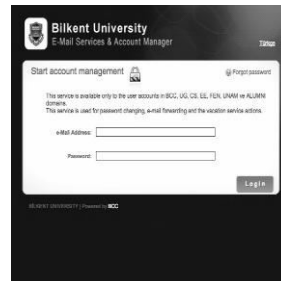 Bilkent University
E-Mail Services & Account Manager
Türkçe
Start account management
Forgot password
This service is available only to the user accounts in BCC, UG, CS, EE, FEN, UNAM ve ALUMNI
domains.
This service is used for password changing, e-mail forwarding and the vacation service actions.
e-Mail Address:
Password:
Login
BILKENT UNIVERSITY | Powered by BCC